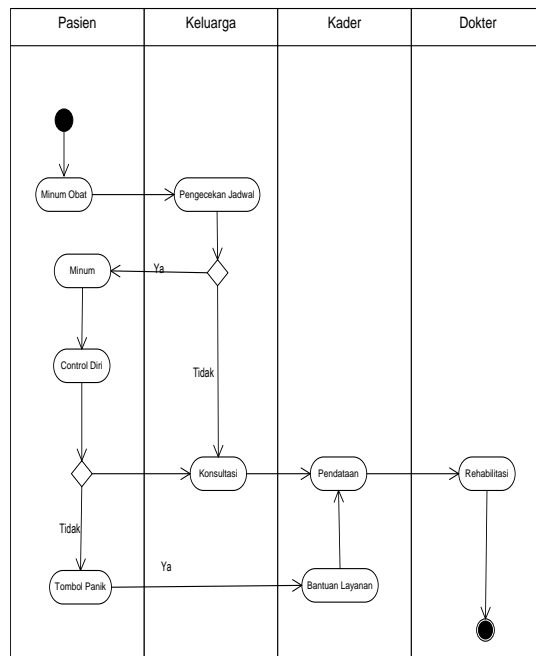 Pasien Keluarga Kader Dokter
Minum Obat Pengecekan Jadwal
Minum Ya
Control Diri Tidak
Konsultasi Pendataan Rehabilitasi
Tidak
Ya
Tombol Panik Bantuan Layanan